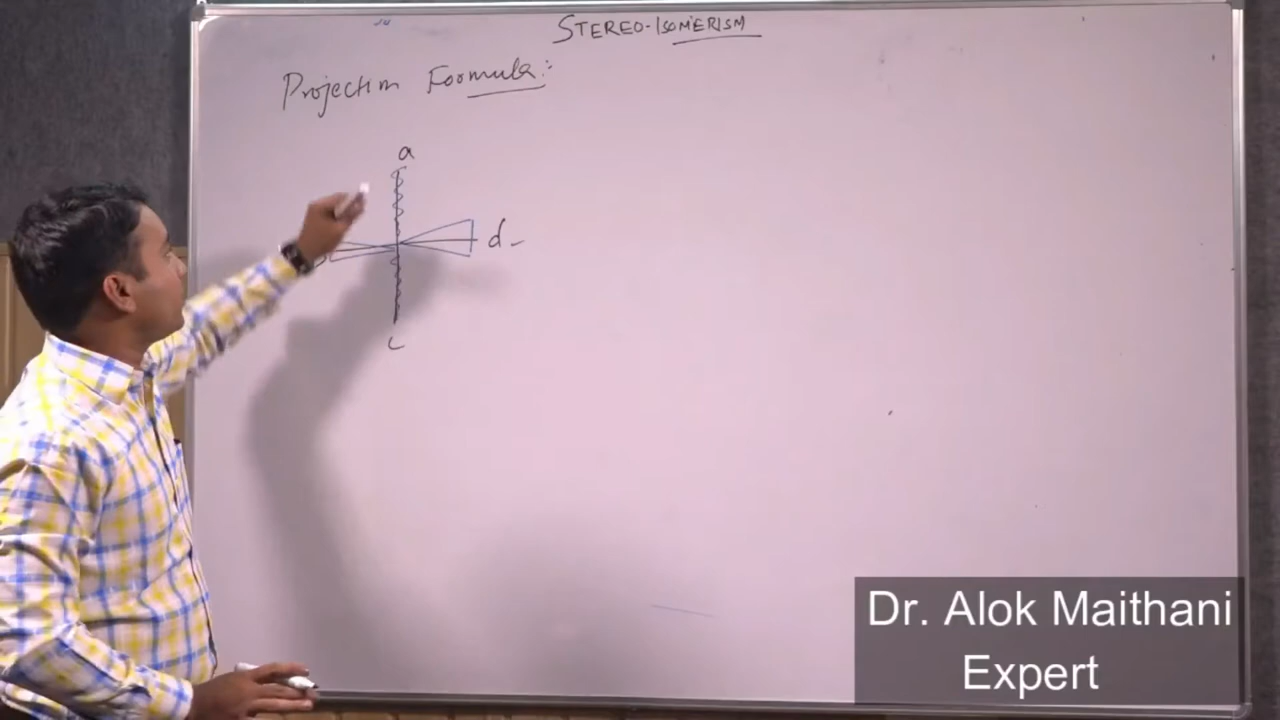 STEREO-ISOMERISM
Projection Formula:
a
d
c
Dr. Alok Maithani
Expert